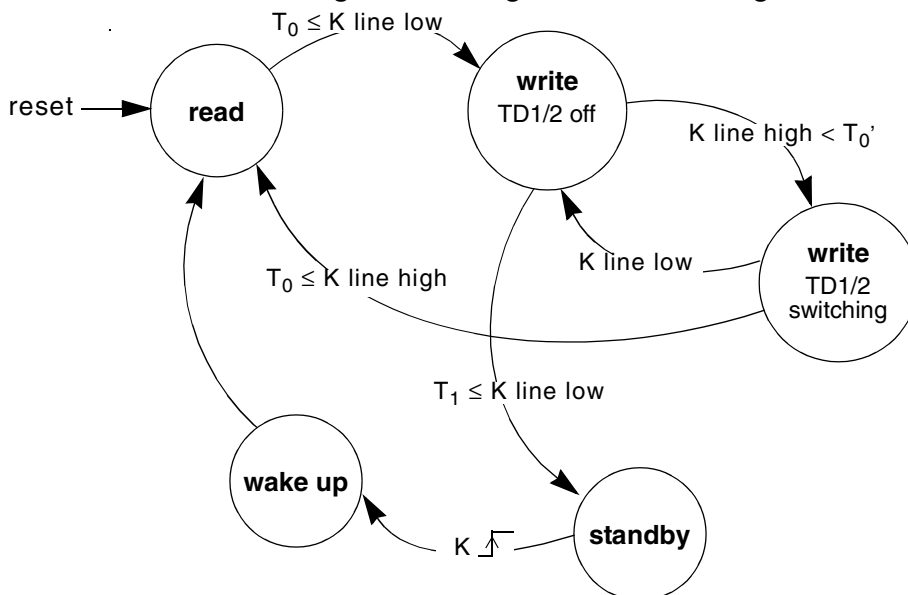 T0 ≤ K line low
write
TD1/2 off
reset
read
K line high < T0’
write
TD1/2
switching
K line low
T0 ≤ K line high
T1 ≤ K line low
wake up
K
standby